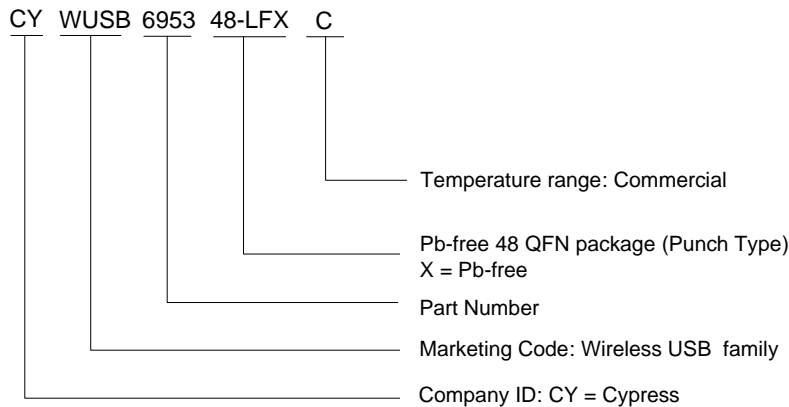 CY WUSB 6953 48-LFX C
Temperature range: Commercial
Pb-free 48 QFN package (Punch Type)
X = Pb-free
Part Number
Marketing Code: Wireless USB family
Company ID: CY = Cypress